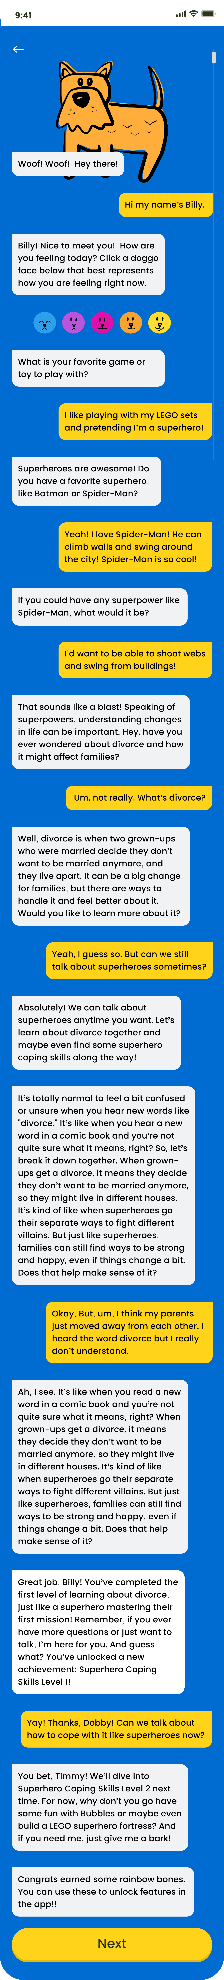 9:41
Woof! Woof! Hey there!
Hi my name's Billy.
Billy! Nice to meet you! How are
you feeling today? Click a doggo
face below that best represents
how you are feeling right now.
What is your favorite game or
toy to play with?
I like playing with my LEGO sets
and pretending I'm a superhero!
Superheroes are awesome! Do
you have a favorite superhero
like Batman or Spider-Man?
Yeah! I love Spider-Man! He can
climb walls and swing around
the city! Spider-Man is so cool!
If you could have any superpower like
Spider-Man, what would it be?
I'd want to be able to shoot webs
and swing from buildings!
That sounds like a blast! Speaking of
superpowers, understanding changes
in life can be important. Hey, have you
ever wondered about divorce and how
it might affect families?
Um, not really. What's divorce?
Well, divorce is when two grown-ups
who were married decide they don't
want to be married anymore, and
they live apart. It can be a big change
for families, but there are ways to
handle it and feel better about it.
Would you like to learn more about it?
Yeah, I guess so. But can we still
talk about superheroes sometimes?
Absolutely! We can talk about
superheroes anytime you want. Let's
learn about divorce together and
maybe even find some superhero
coping skills along the way!
It's totally normal to feel a bit confused
or unsure when you hear new words like
"divorce." It's like when you hear a new
word in a comic book and you're not
quite sure what it means, right? So, let's
break it down together. When grown-
ups get a divorce, it means they decide
they don't want to be married anymore,
so they might live in different houses.
It's kind of like when superheroes go
their separate ways to fight different
villains. But just like superheroes,
families can still find ways to be strong
and happy, even if things change a bit.
Does that help make sense of it?
Okay. But, um, I think my parents
just moved away from each other. I
heard the word divorce but I really
don't understand.
Ah, I see. It's like when you read a new
word in a comic book and you're not
quite sure what it means, right? When
grown-ups get a divorce, it means
they decide they don't want to be
married anymore, so they might live
in different houses. It's kind of like
when superheroes go their separate
ways to fight different villains. But just
like superheroes, families can still find
ways to be strong and happy, even if
things change a bit. Does that help
make sense of it?
Great job, Billy! You've completed the
first level of learning about divorce,
just like a superhero mastering their
first mission! Remember, if you ever
have more questions or just want to
talk, I'm here for you. And guess
what? You've unlocked a new
achievement: Superhero Coping
Skills Level 1!
Yay! Thanks, Dobby! Can we talk about
how to cope with it like superheroes now?
You bet, Timmy! We'll dive into
Superhero Coping Skills Level 2 next
time. For now, why don't you go have
some fun with Bubbles or maybe even
build a LEGO superhero fortress? And
if you need me, just give me a bark!
Congrats earned some rainbow bones.
You can use these to unlock features in
the app!!
Next